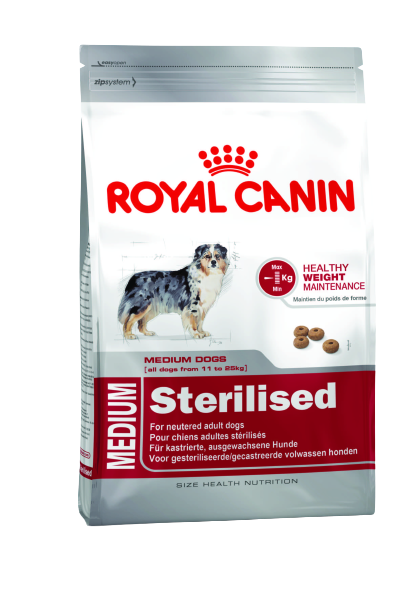 easyopen
zipsystem
ROYAL CANIN
Max
Kg
Min
HEALTHY
WEIGHT
MAINTENANCE
Maintien du poids de forme
MEDIUM DOGS
[all dogs from 11 to 25kg]
MEDIUM
Sterilised
For neutered adult dogs
Pour chiens adultes stérilisés
Für kastrierte, ausgewachsene Hunde
Voor gesteriliseerde/gecastreerde volwassen honden
SIZE HEALTH NUTRITION
Sterilised